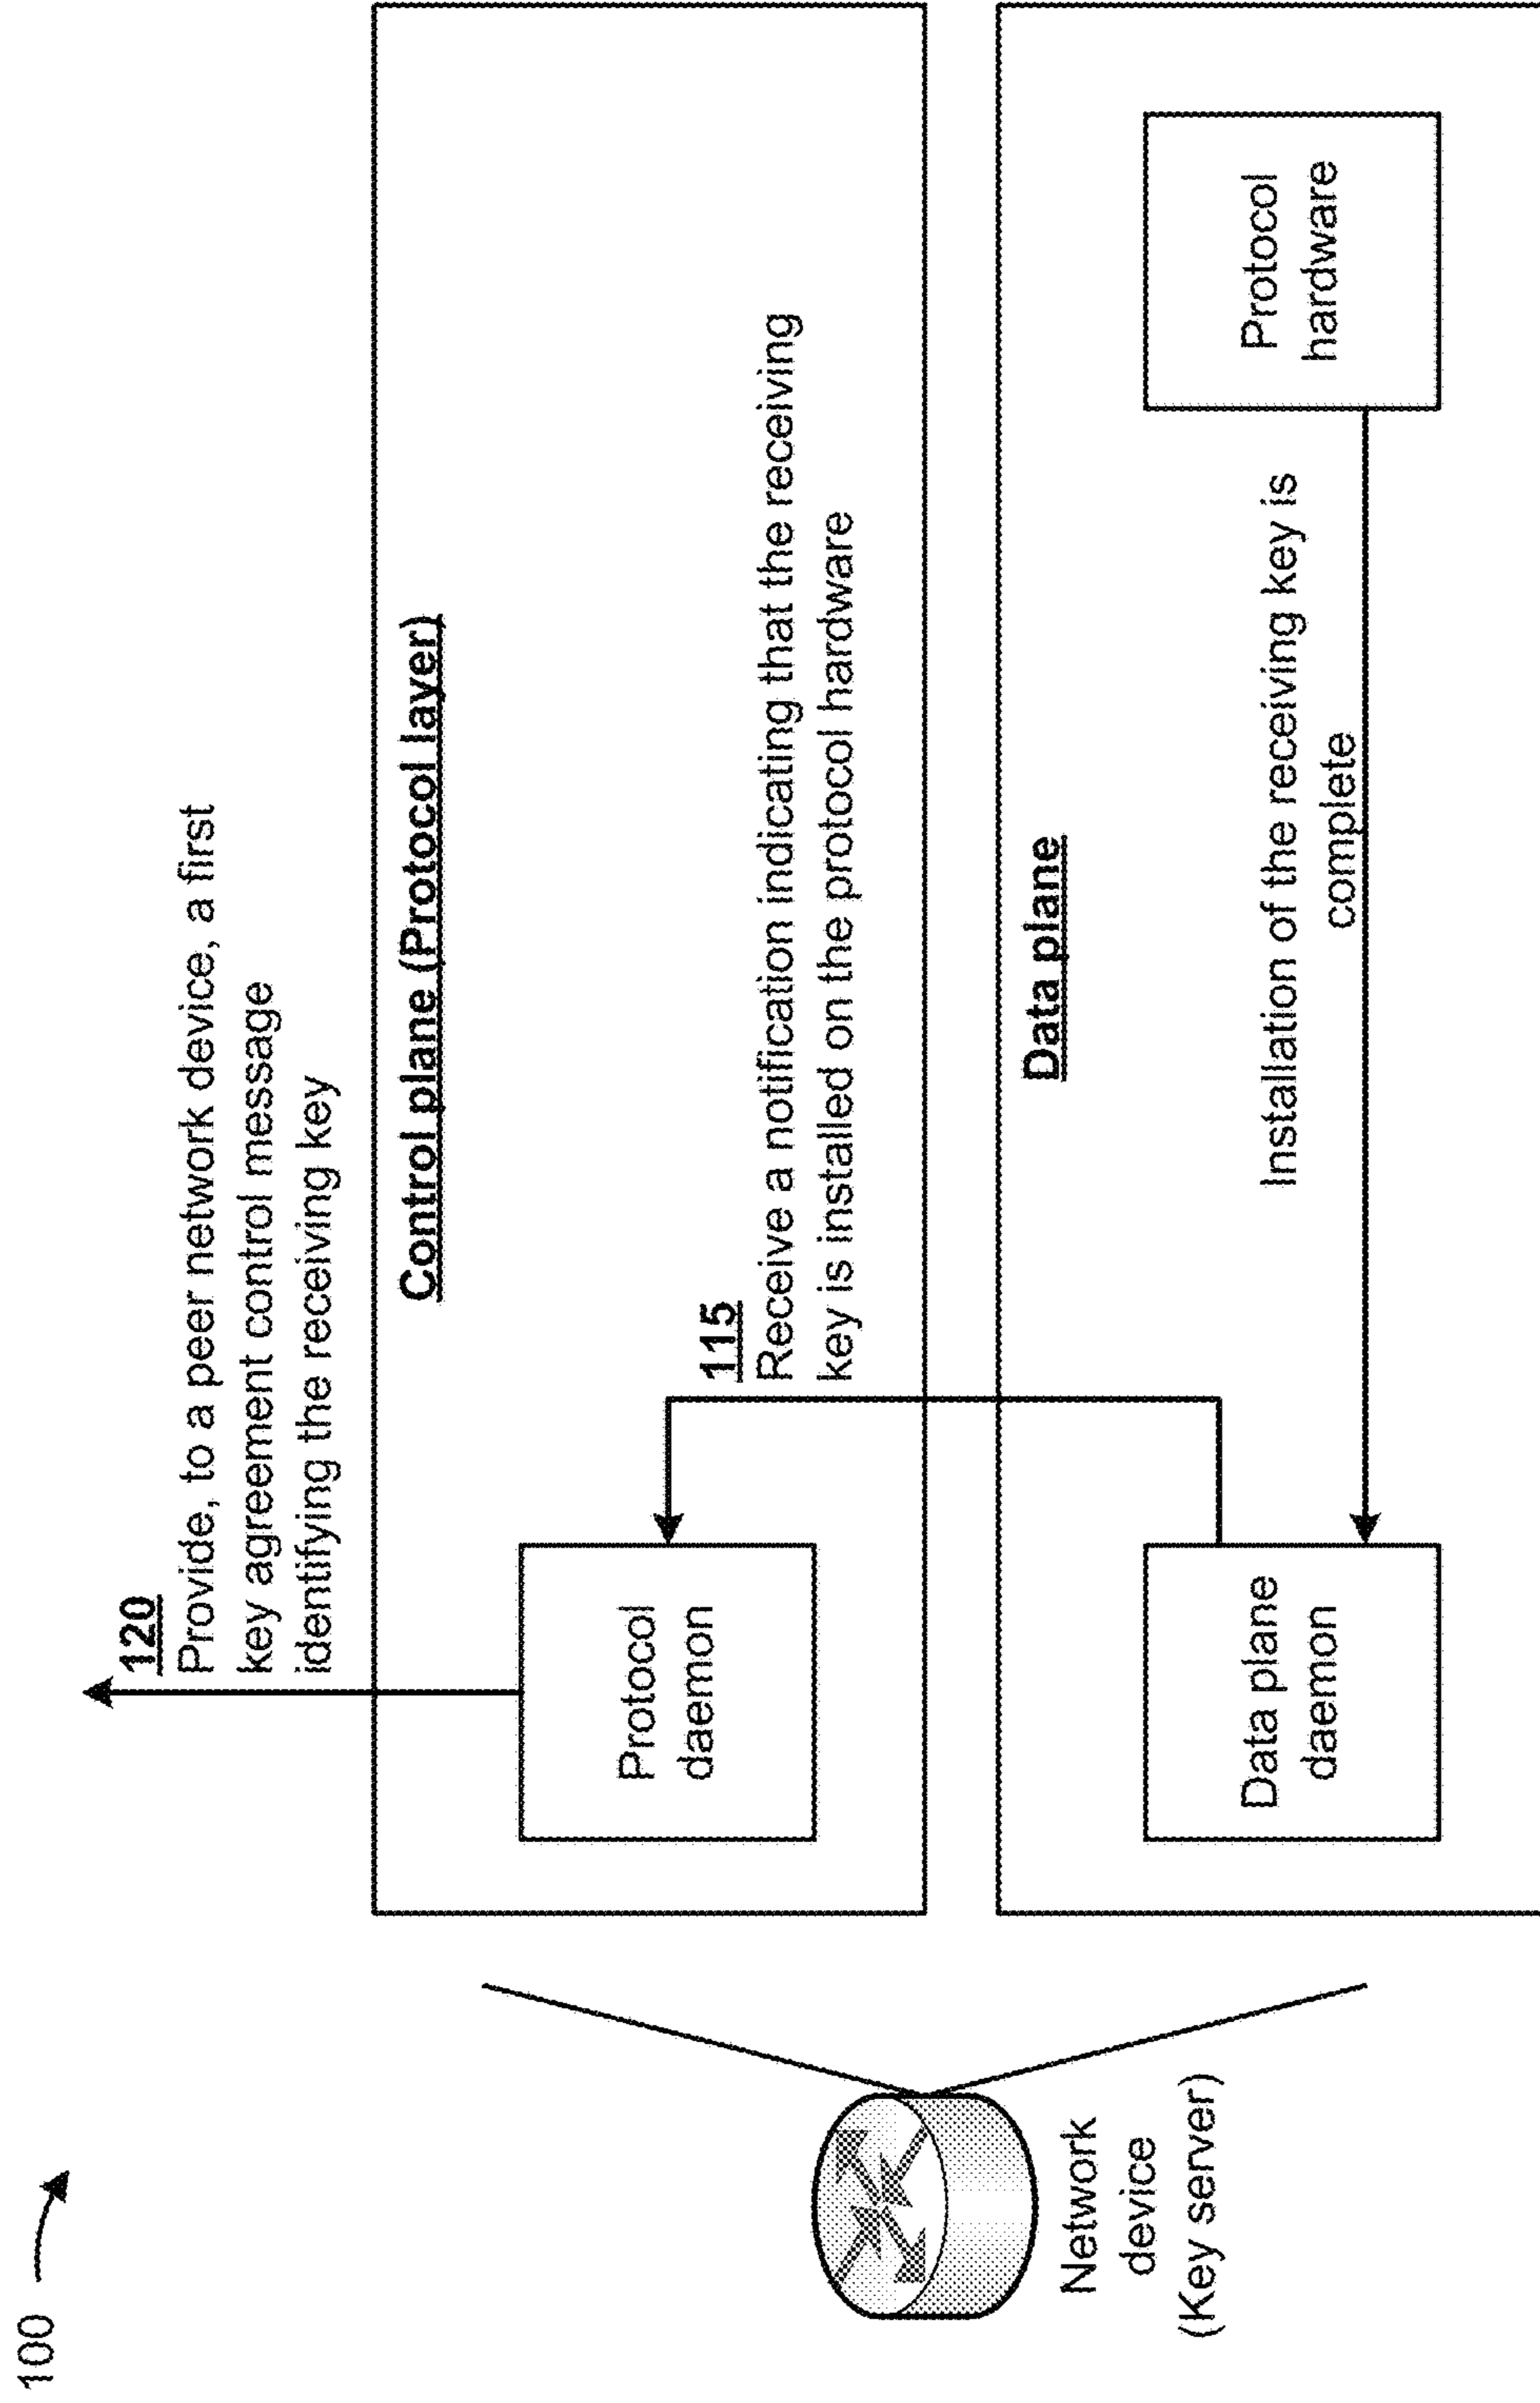 100
120
Provide, to a peer network device, a first
key agreement control message
identifying the receiving key
Control plane (Protocol layer)
115
Receive a notification indicating that the receiving
key is installed on the protocol hardware
Protocol
daemon
Data plane
Installation of the receiving key is
complete
Data plane
daemon
Protocol
hardware
Network
device
(Key server)